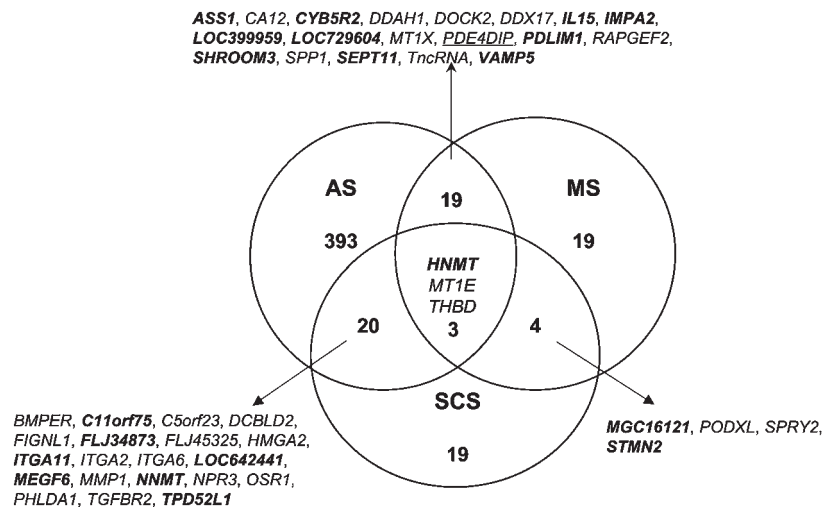 ASS1, CA12, CYB5R2, DDAH1, DOCK2, DDX17, IL15, IMPA2,
LOC399959, LOC729604, MT1X, PDE4DIP, PDLIM1, RAPGEF2,
SHROOM3, SPP1, SEPT11, TncRNA, VAMP5
AS
MS
19
393
19
HNMT
MT1E
THBD
20
3
4
SCS
19
BMPER, C11orf75, C5orf23, DCBLD2,
FIGNL1, FLJ34873, FLJ45325, HMGA2,
ITGA11, ITGA2, ITGA6, LOC642441,
MEGF6, MMP1, NNMT, NPR3, OSR1,
PHLDA1, TGFBR2, TPD52L1
MGC16121, PODXL, SPRY2,
STMN2